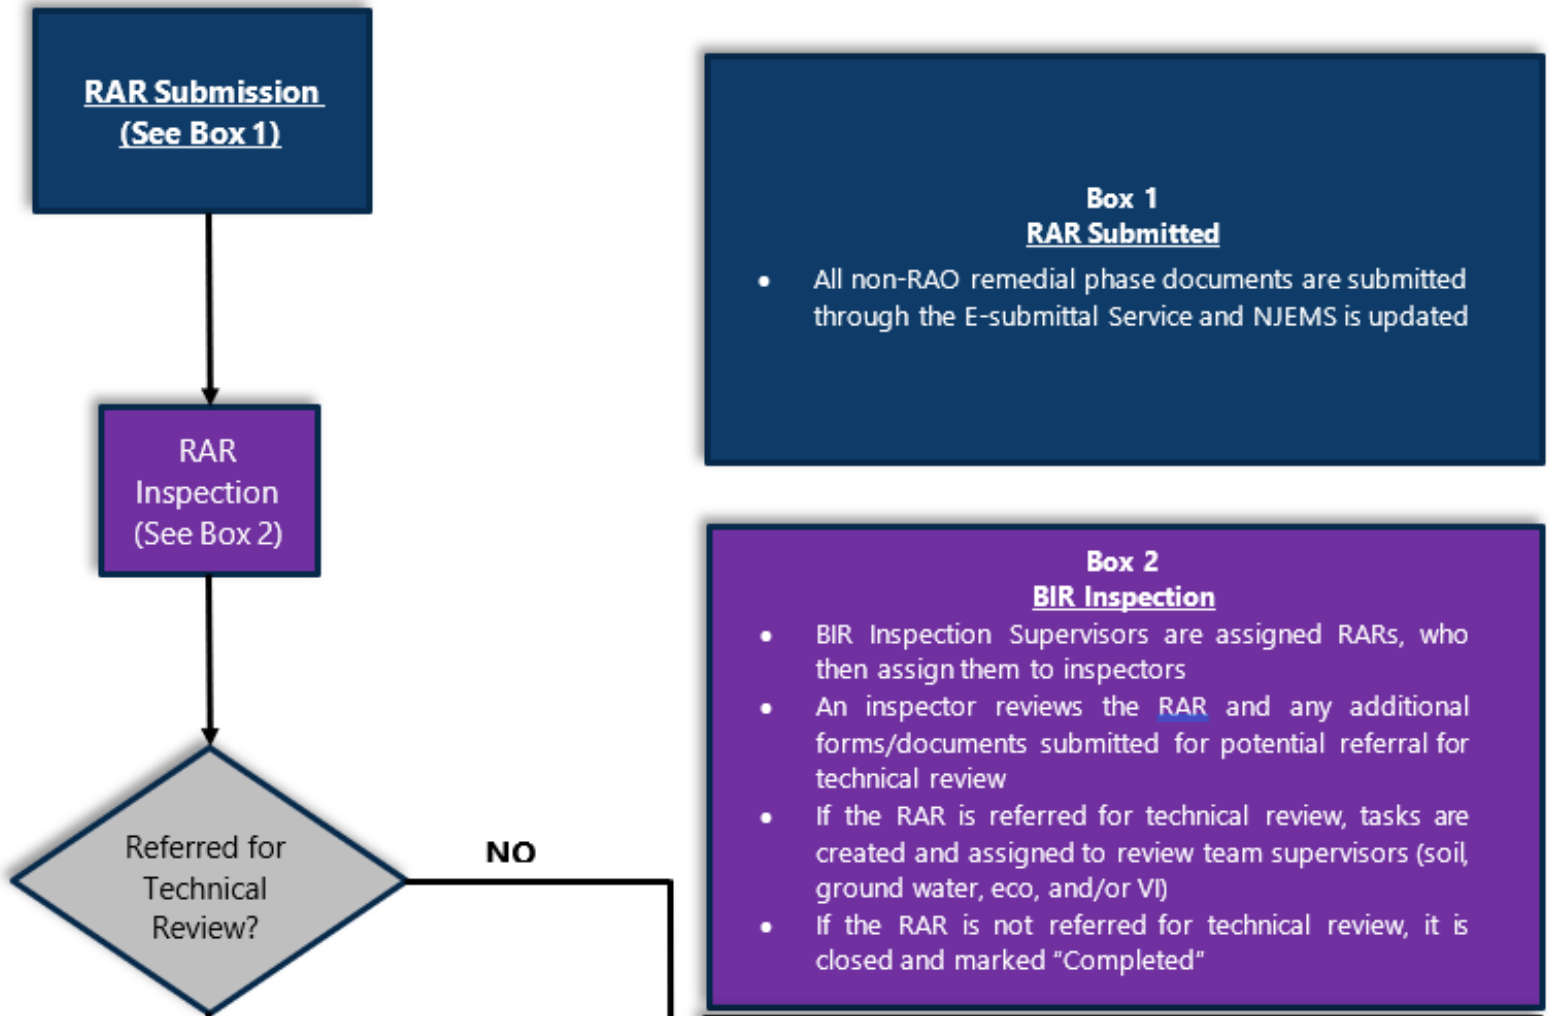 RAR Submission
(See Box 1)
RAR
Inspection
(See Box 2)
Referred for
Technical
Review?
NO
Box 1
RAR Submitted
• All non-RAO remedial phase documents are submitted
through the E-submittal Service and NJEMS is updated
Box 2
BIR Inspection
• BIR Inspection Supervisors are assigned RARs, who
then assign them to inspectors
• An inspector reviews the RAR and any additional
forms/documents submitted for potential referral for
technical review
• If the RAR is referred for technical review, tasks are
created and assigned to review team supervisors (soil,
ground water, eco, and/or VI)
• If the RAR is not referred for technical review, it is
closed and marked “Completed”